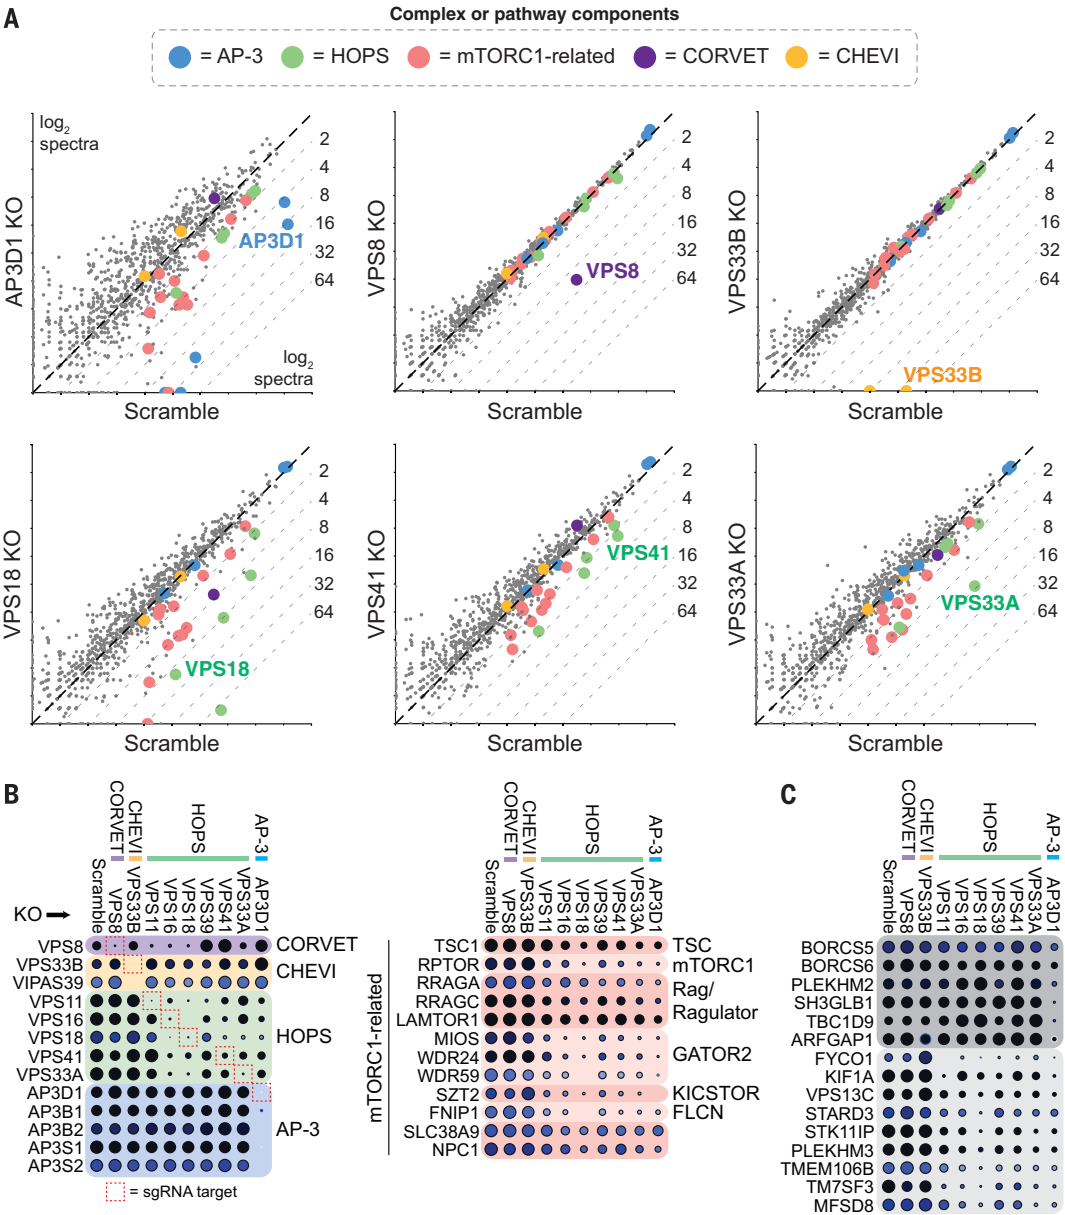 A
Complex or pathway components
= AP-3 = HOPS = mTORC1-related = CORVET = CHEVI
log2
spectra
AP3D1 KO
2
4
8
16
32
64
AP3D1
log2
spectra
Scramble
VPS8 KO
2
4
8
16
32
64
VPS8
Scramble
VPS33B KO
2
4
8
16
32
64
VPS33B
Scramble
VPS18 KO
2
4
8
16
32
64
VPS18
Scramble
VPS41 KO
2
4
8
16
32
64
VPS41
Scramble
VPS33A KO
2
4
8
16
32
64
VPS33A
Scramble
B
CORVET
CHEVI
HOPS
AP-3
KO
Scramble
VPS8
VPS33B
VPS11
VPS16
VPS18
VPS39
VPS41
VPS33A
AP3D1
VPS8
VPS33B
VIPAS39
VPS11
VPS16
VPS18
VPS41
VPS33A
AP3D1
AP3B1
AP3B2
AP3S1
AP3S2
CORVET
CHEVI
HOPS
AP-3
= sgRNA target
CORVET
CHEVI
HOPS
AP-3
Scramble
VPS8
VPS33B
VPS11
VPS16
VPS18
VPS39
VPS41
VPS33A
AP3D1
mTORC1-related
TSC1
RPTOR
RRAGA
RRAGC
LAMTOR1
MIOS
WDR24
WDR59
SZT2
FNIP1
SLC38A9
NPC1
TSC
mTORC1
Rag/
Ragulator
GATOR2
KICSTOR
FLCN
C
CORVET
CHEVI
HOPS
AP-3
Scramble
VPS8
VPS33B
VPS11
VPS16
VPS18
VPS39
VPS41
VPS33A
AP3D1
BORCS5
BORCS6
PLEKHM2
SH3GLB1
TBC1D9
ARFGAP1
FYCO1
KIF1A
VPS13C
STARD3
STK11IP
PLEKHM3
TMEM106B
TM7SF3
MFSD8